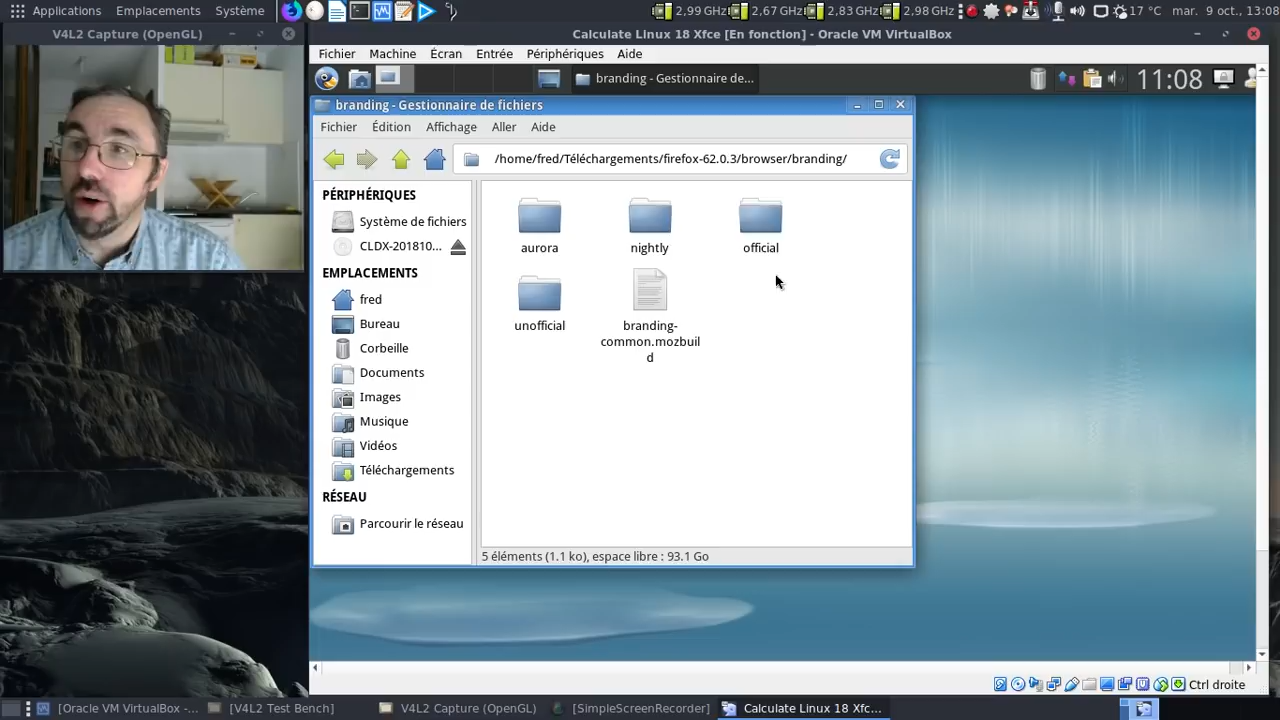 Applications Emplacements Système
2,99 GHz 2,67 GHz 2,83 GHz 2,98 GHz 17 °C mar. 9 oct., 13:08
V4L2 Capture (OpenGL)
Calculate Linux 18 Xfce [En fonction] - Oracle VM VirtualBox
Fichier Machine Écran Entrée Périphériques Aide
branding - Gestionnaire de... 11:08
branding - Gestionnaire de fichiers
Fichier Édition Affichage Aller Aide
/home/fred/Téléchargements/firefox-62.0.3/browser/branding/
PÉRIPHÉRIQUES
Système de fichiers
CLDX-201810...
EMPLACEMENTS
fred
Bureau
Corbeille
Documents
Images
Musique
Vidéos
Téléchargements
RÉSEAU
Parcourir le réseau
aurora nightly official
unofficial branding-
common.mozbuil
d
5 éléments (1.1 ko), espace libre : 93.1 Go
Ctrl droite
[Oracle VM VirtualBox -... [V4L2 Test Bench] V4L2 Capture (OpenGL) [SimpleScreenRecorder] Calculate Linux 18 Xfc...